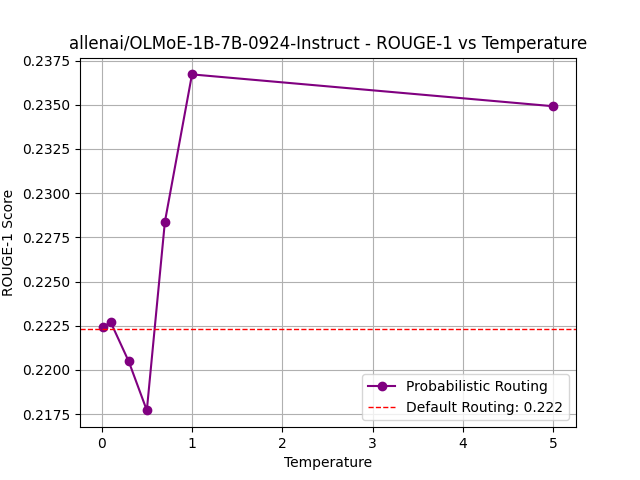 allenai/OLMoE-1B-7B-0924-Instruct - ROUGE-1 vs Temperature
ROUGE-1 Score
0.2375
0.2350
0.2325
0.2300
0.2275
0.2250
0.2225
0.2200
0.2175
Probabilistic Routing
Default Routing: 0.222
0 1 2 3 4 5
Temperature